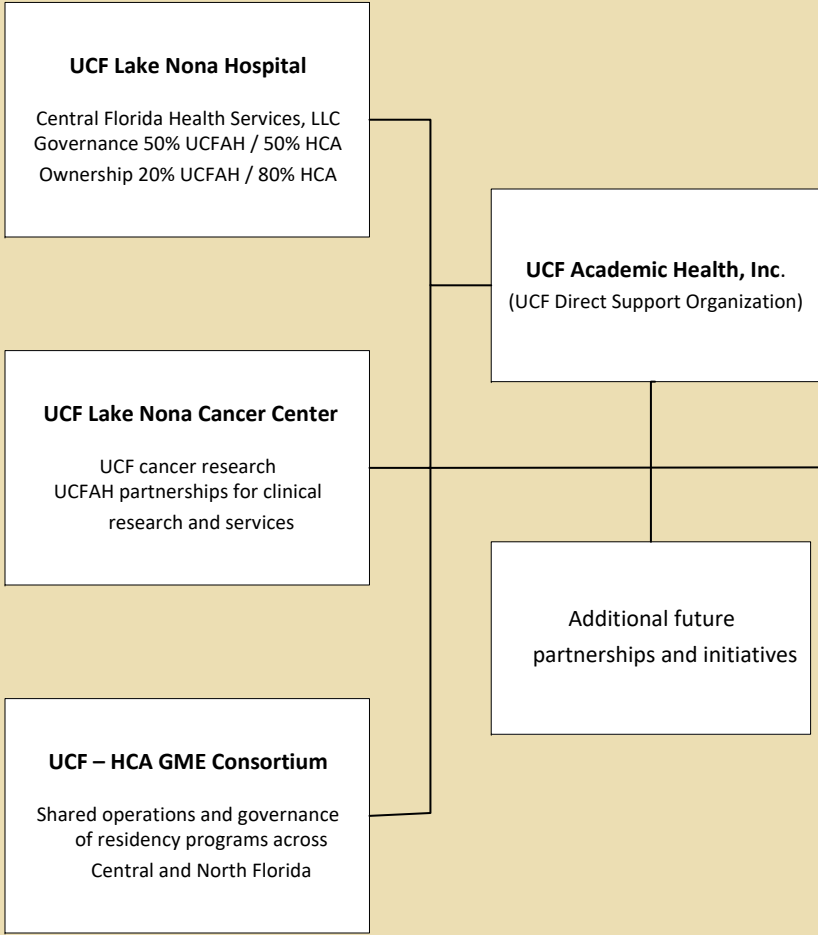 UCF Lake Nona Hospital
Central Florida Health Services, LLC
Governance 50% UCFAH / 50% HCA
Ownership 20% UCFAH / 80% HCA
UCF Academic Health, Inc.
(UCF Direct Support Organization)
UCF Lake Nona Cancer Center
UCF cancer research
UCFAH partnerships for clinical
research and services
Additional future
partnerships and initiatives
UCF – HCA GME Consortium
Shared operations and governance
of residency programs across
Central and North Florida